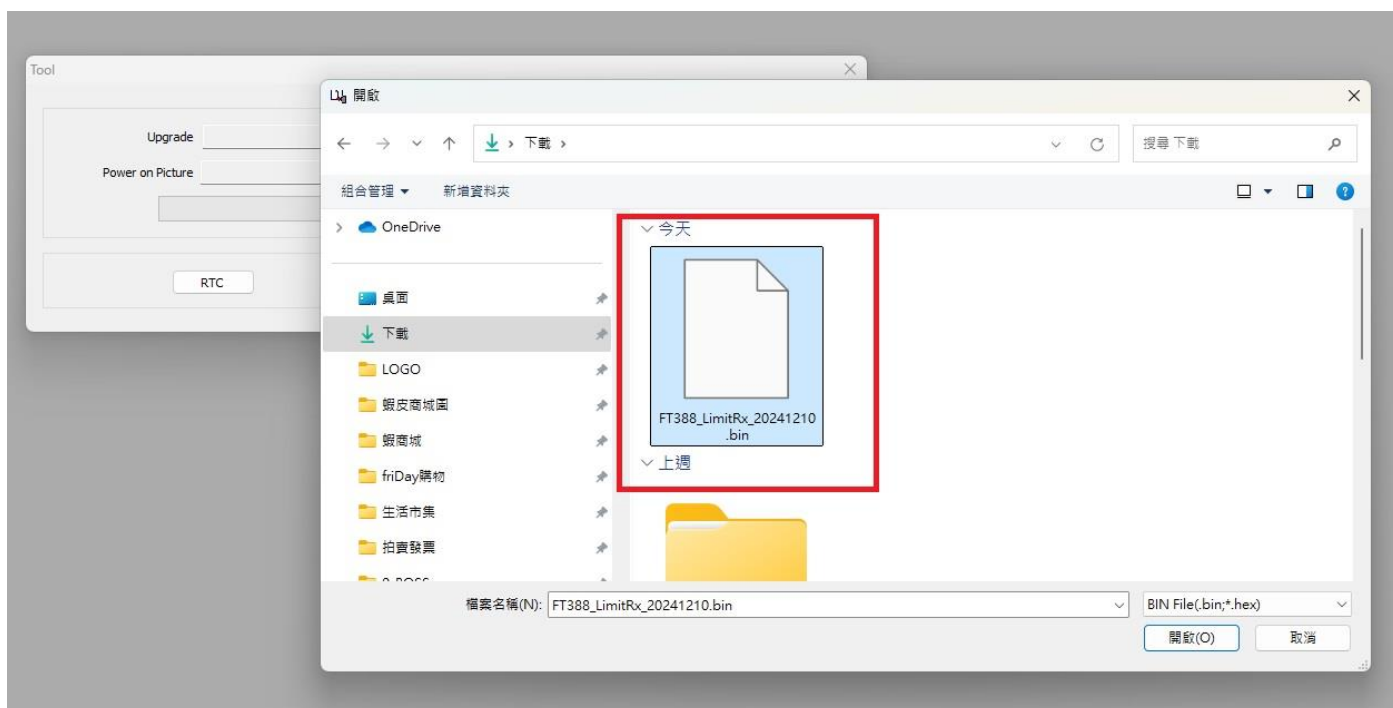 Tool
Upgrade
Power on Picture
RTC
開啟
下載
搜尋 下載
組合管理
新增資料夾
OneDrive
桌面
下載
LOGO
蝦皮商城圖
蝦商城
friDay購物
生活市集
拍賣發票
今天
FT388_LimitRx_20241210
.bin
上週
檔案名稱(N):
FT388_LimitRx_20241210.bin
BIN File(.bin;*.hex)
開啟(O)
取消